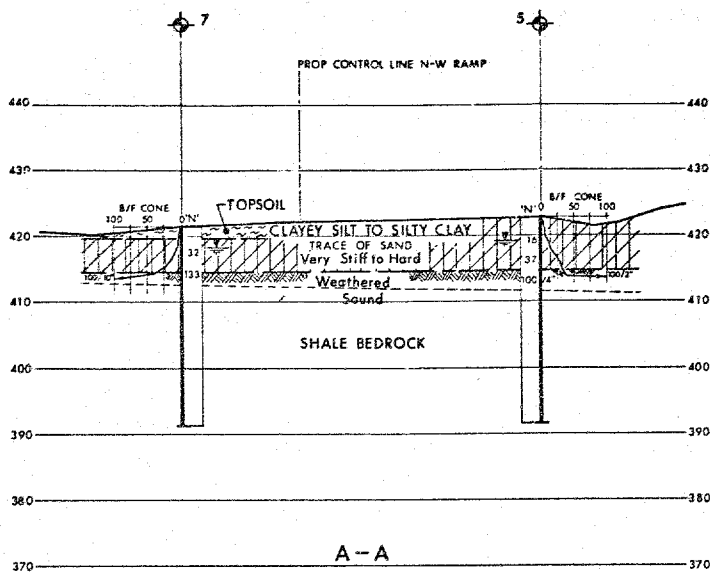 7
5
PROP CONTROL LINE N-W RAMP
440
440
430
430
B/F CONE
100 50 0 'N'
TOPSOIL
'N' 0 50 100
B/F CONE
420
420
CLAYEY SILT TO SILTY CLAY
TRACE OF SAND
Very Stiff to Hard
32
133
16
37
100/4"
Weathered
Sound
410
410
SHALE BEDROCK
400
400
390
390
380
380
370
370
A-A